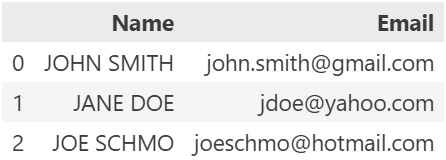 Name Email
0 JOHN SMITH john.smith@gmail.com
1 JANE DOE jdoe@yahoo.com
2 JOE SCHMO joeschmo@hotmail.com